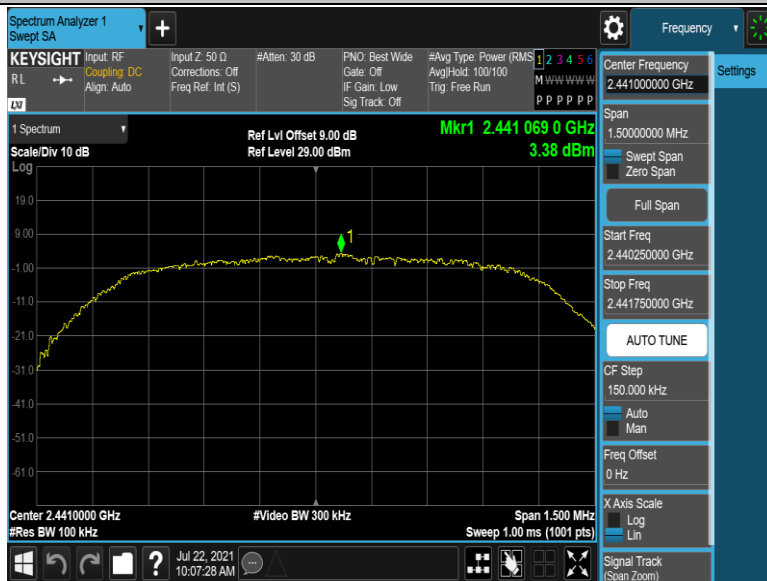 Spectrum Analyzer 1
Swept SA
Frequency
KEYSIGHT
RL
LXI
Input: RF
Coupling: DC
Align: Auto
Input Z: 50 Ω
Corrections: Off
Freq Ref: Int (S)
#Atten: 30 dB
PNO: Best Wide
Gate: Off
IF Gain: Low
Sig Track: Off
#Avg Type: Power (RMS
Avg|Hold: 100/100
Trig: Free Run
1 2 3 4 5 6
M W W W W W
P P P P P P
Center Frequency
2.441000000 GHz
Settings
1 Spectrum
Scale/Div 10 dB
Log
Ref Lvl Offset 9.00 dB
Ref Level 29.00 dBm
Mkr1 2.441 069 0 GHz
3.38 dBm
Span
1.50000000 MHz
Swept Span
Zero Span
Full Span
Start Freq
2.440250000 GHz
Stop Freq
2.441750000 GHz
AUTO TUNE
CF Step
150.000 kHz
Auto
Man
Freq Offset
0 Hz
X Axis Scale
Log
Lin
Signal Track
(Span Zoom)
19.0
9.00
1
-1.00
-11.0
-21.0
-31.0
-41.0
-51.0
-61.0
Center 2.4410000 GHz
#Res BW 100 kHz
#Video BW 300 kHz
Span 1.500 MHz
Sweep 1.00 ms (1001 pts)
?
Jul 22, 2021
10:07:28 AM